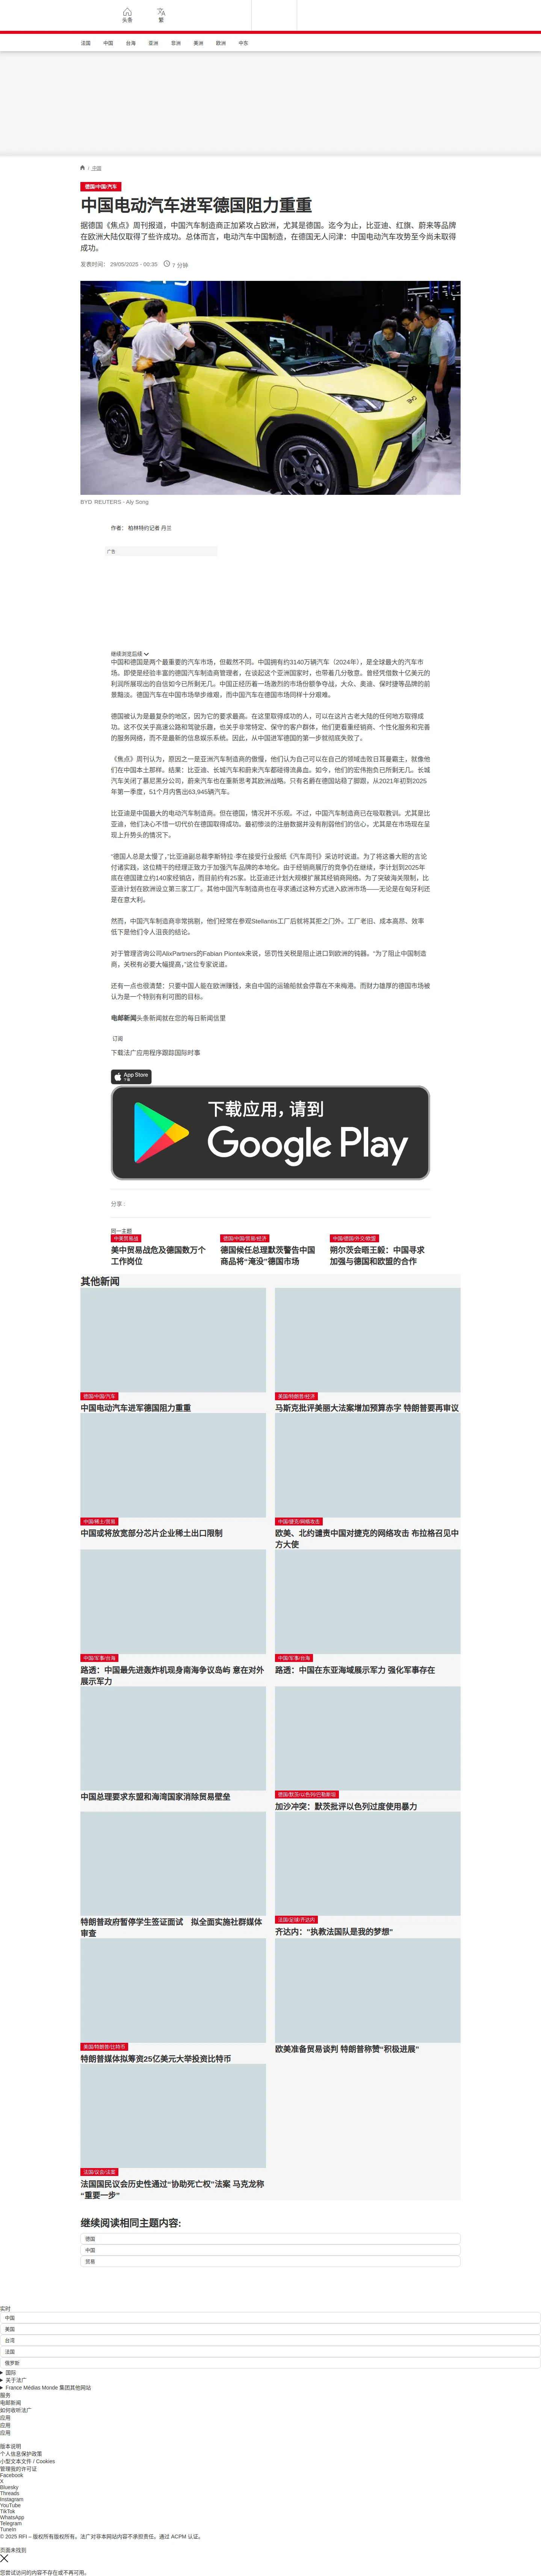 头条
繁
法国
中国
台海
亚洲
非洲
美洲
欧洲
中东
/ 中国
德国/中国/汽车
中国电动汽车进军德国阻力重重
据德国《焦点》周刊报道，中国汽车制造商正加紧攻占欧洲，尤其是德国。迄今为止，比亚迪、红旗、蔚来等品牌
在欧洲大陆仅取得了些许成功。总体而言，电动汽车中国制造，在德国无人问津：中国电动汽车攻势至今尚未取得
成功。
发表时间： 29/05/2025 - 00:35
7 分钟
BYD REUTERS - Aly Song
作者： 柏林特约记者 丹兰
广告
继续浏览后续
中国和德国是两个最重要的汽车市场，但截然不同。中国拥有约3140万辆汽车（2024年），是全球最大的汽车市
场。即使是经验丰富的德国汽车制造商管理者，在谈起这个亚洲国家时，也带着几分敬意。曾经凭借数十亿美元的
利润所展现出的自信如今已所剩无几。中国正经历着一场激烈的市场份额争夺战，大众、奥迪、保时捷等品牌的前
景黯淡。德国汽车在中国市场举步维艰，而中国汽车在德国市场同样十分艰难。
德国被认为是最复杂的地区，因为它的要求最高。在这里取得成功的人，可以在这片古老大陆的任何地方取得成
功。这不仅关乎高速公路和驾驶乐趣，也关乎非常特定、保守的客户群体，他们更看重经销商、个性化服务和完善
的服务网络，而不是最新的信息娱乐系统。因此，从中国进军德国的第一步就彻底失败了。
《焦点》周刊认为，原因之一是亚洲汽车制造商的傲慢，他们认为自己可以在自己的领域击败日耳曼霸主，就像他
们在中国本土那样。结果：比亚迪、长城汽车和蔚来汽车都碰得流鼻血。如今，他们的宏伟抱负已所剩无几。长城
汽车关闭了慕尼黑分公司，蔚来汽车也在重新思考其欧洲战略。只有名爵在德国站稳了脚跟，从2021年初到2025
年第一季度，51个月内售出63,945辆汽车。
比亚迪是中国最大的电动汽车制造商。但在德国，情况并不乐观。不过，中国汽车制造商已在吸取教训。尤其是比
亚迪，他们决心不惜一切代价在德国取得成功。最初惨淡的注册数据并没有削弱他们的信心，尤其是在市场现在呈
现上升势头的情况下。
“德国人总是太慢了，”比亚迪副总裁李斯特拉·李在接受行业报纸《汽车周刊》采访时说道。为了将这番大胆的言论
付诸实践，这位精干的经理正致力于加强汽车品牌的本地化。由于经销商展厅的竞争仍在继续，李计划到2025年
底在德国建立约140家经销店，而目前约有25家。比亚迪还计划大规模扩展其经销商网络。为了突破海关限制，比
亚迪计划在欧洲设立第三家工厂。其他中国汽车制造商也在寻求通过这种方式进入欧洲市场——无论是在匈牙利还
是在意大利。
然而，中国汽车制造商非常挑剔，他们经常在参观Stellantis工厂后就将其拒之门外。工厂老旧、成本高昂、效率
低下是他们令人沮丧的结论。
对于管理咨询公司AlixPartners的Fabian Piontek来说，惩罚性关税是阻止进口到欧洲的钝器。“为了阻止中国制造
商，关税有必要大幅提高，”这位专家说道。
还有一点也很清楚：只要中国人能在欧洲赚钱，来自中国的运输船就会停靠在不来梅港。而财力雄厚的德国市场被
认为是一个特别有利可图的目标。
电邮新闻头条新闻就在您的每日新闻信里
订阅
下载法广应用程序跟踪国际时事
App Store
下载
下载应用，请到
Google Play
分享 :
同一主题
中美贸易战
美中贸易战危及德国数万个
工作岗位
德国/中国/贸易/经济
德国候任总理默茨警告中国
商品将“淹没”德国市场
中国/德国/外交/欧盟
朔尔茨会晤王毅：中国寻求
加强与德国和欧盟的合作
其他新闻
德国/中国/汽车
中国电动汽车进军德国阻力重重
美国/特朗普/经济
马斯克批评美丽大法案增加预算赤字 特朗普要再审议
中国/稀土/贸易
中国或将放宽部分芯片企业稀土出口限制
中国/捷克/网络攻击
欧美、北约谴责中国对捷克的网络攻击 布拉格召见中
方大使
中国/军事/台海
路透：中国最先进轰炸机现身南海争议岛屿 意在对外
展示军力
中国/军事/台海
路透：中国在东亚海域展示军力 强化军事存在
中国总理要求东盟和海湾国家消除贸易壁垒
德国/默茨/以色列/巴勒斯坦
加沙冲突：默茨批评以色列过度使用暴力
特朗普政府暂停学生签证面试　拟全面实施社群媒体
审查
法国/足球/齐达内
齐达内：“执教法国队是我的梦想”
美国/特朗普/比特币
特朗普媒体拟筹资25亿美元大举投资比特币
欧美准备贸易谈判 特朗普称赞“积极进展”
法国/议会/法案
法国国民议会历史性通过“协助死亡权”法案 马克龙称
“重要一步”
继续阅读相同主题内容:
德国
中国
贸易
实时
中国
美国
台湾
法国
俄罗斯
国际
关于法广
France Médias Monde 集团其他网站
服务
电邮新闻
如何收听法广
应用
应用
应用
版本说明
个人信息保护政策
小型文本文件 / Cookies
管理我的许可证
Facebook
X
Bluesky
Threads
Instagram
YouTube
TikTok
WhatsApp
Telegram
TuneIn
© 2025 RFI – 版权所有版权所有。法广对非本网站内容不承担责任。通过 ACPM 认证。
页面未找到
您尝试访问的内容不存在或不再可用。